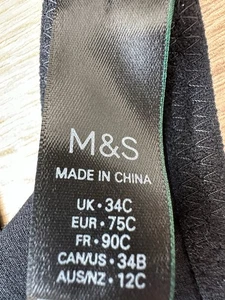 M&S
MADE IN CHINA
UK • 34C
EUR • 75C
FR • 90C
CAN/US • 34B
AUS/NZ • 12C